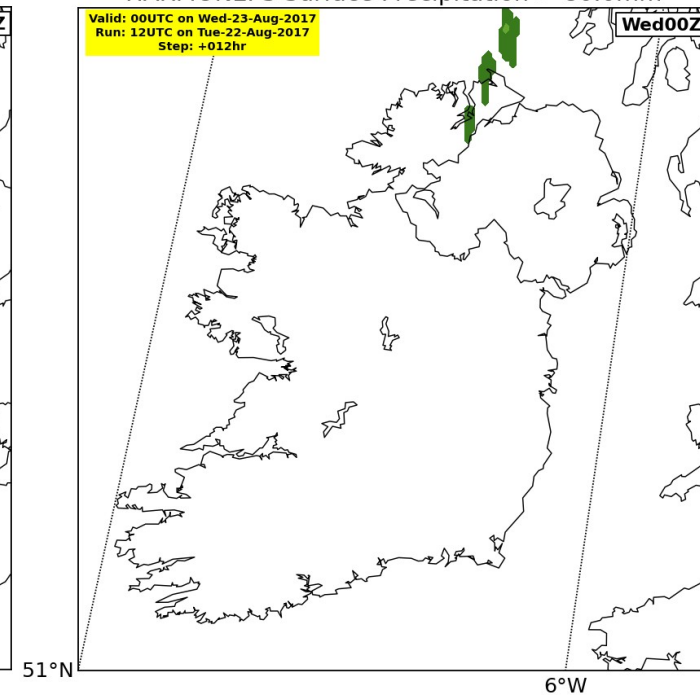 Z
Valid: 00UTC on Wed-23-Aug-2017
Run: 12UTC on Tue-22-Aug-2017
Step: +012hr
Wed00Z
51°N
6°W